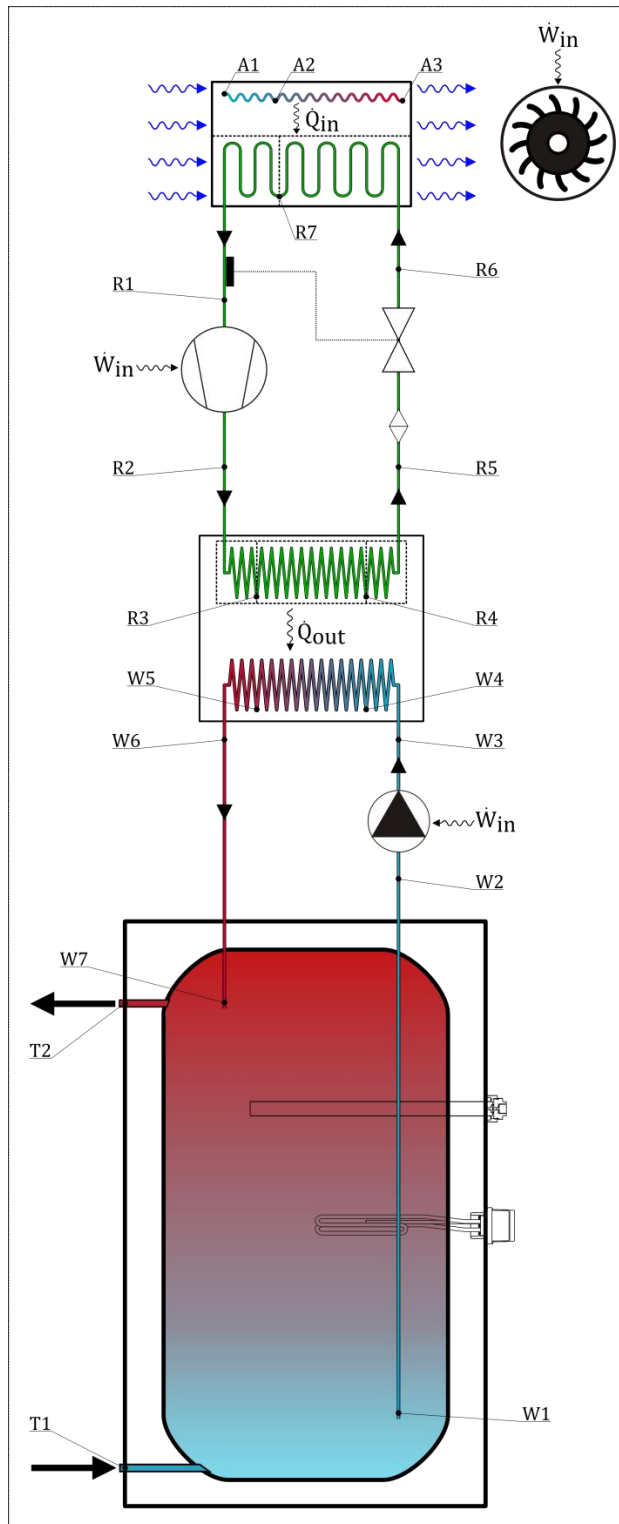 Ẇin
A1 A2 A3
Q̇in
R7
R6
R1
Ẇin
R2 R5
R3 R4
Q̇out
W5 W4
W6 W3
Ẇin
W2
W7
T2
W1
T1